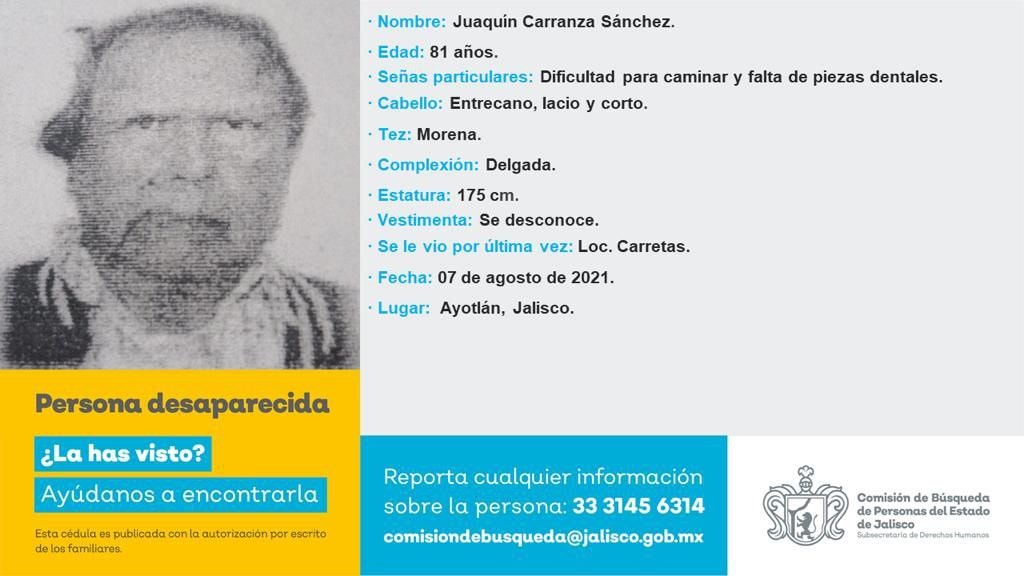 · Nombre: Juaquín Carranza Sánchez.
· Edad: 81 años.
· Señas particulares: Dificultad para caminar y falta de piezas dentales.
· Cabello: Entrecano, lacio y corto.
· Tez: Morena.
· Complexión: Delgada.
· Estatura: 175 cm.
· Vestimenta: Se desconoce.
· Se le vio por última vez: Loc. Carretas.
· Fecha: 07 de agosto de 2021.
· Lugar: Ayotlán, Jalisco.
Persona desaparecida
¿La has visto?
Ayúdanos a encontrarla
Esta cédula es publicada con la autorización por escrito
de los familiares.
Reporta cualquier información
sobre la persona: 33 3145 6314
comisiondebusqueda@jalisco.gob.mx
Comisión de Búsqueda
de Personas del Estado
de Jalisco
Subsecretaría de Derechos Humanos